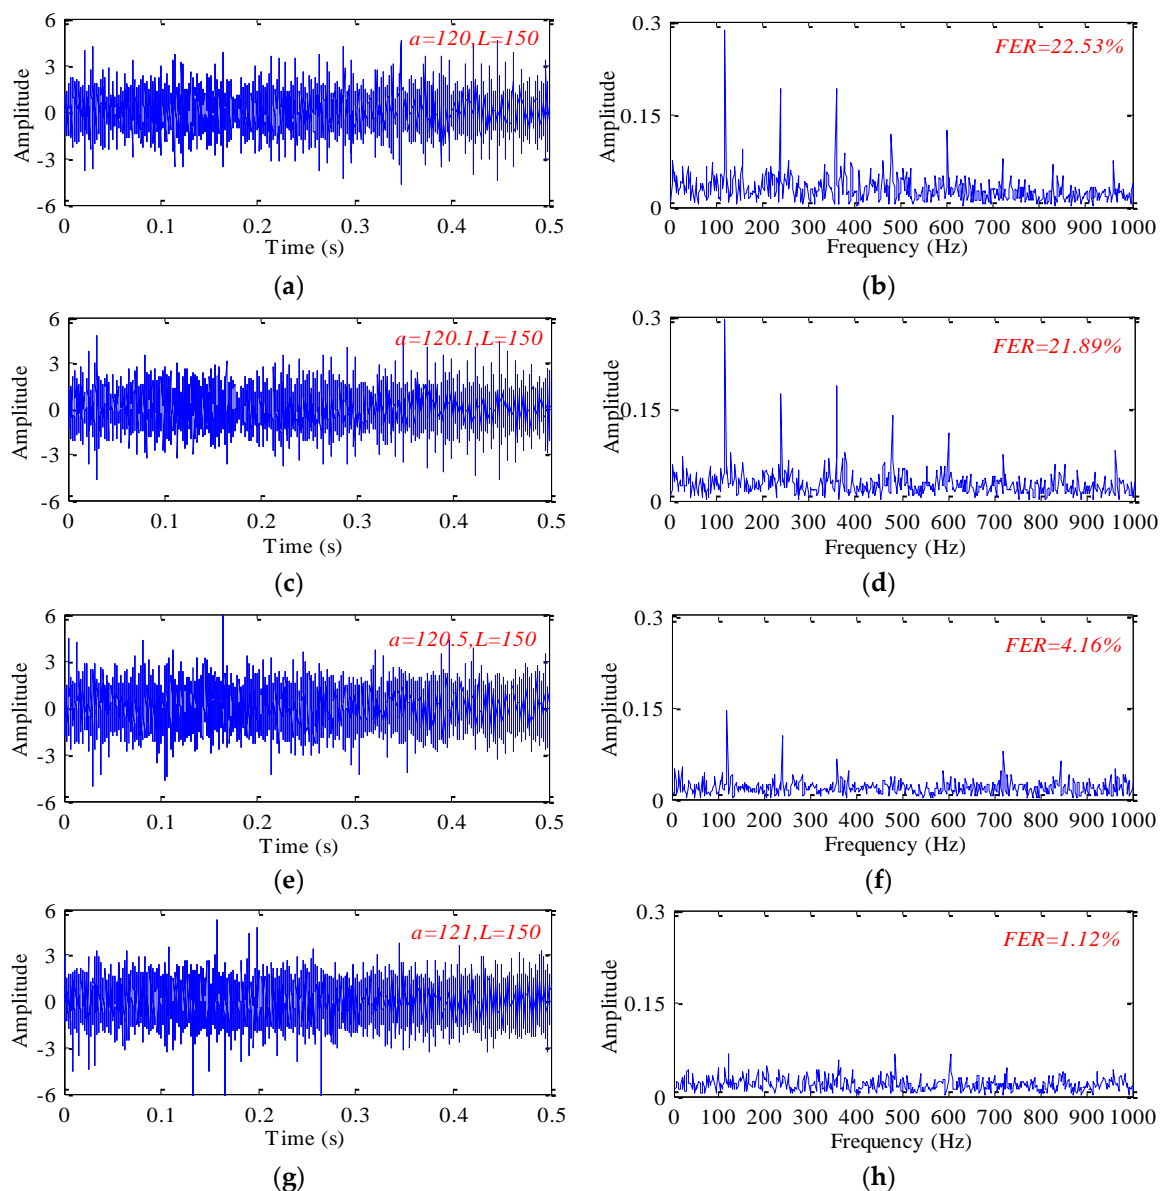 6
3
0
-3
-6
Amplitude
a=120,L=150
0 0.1 0.2 0.3 0.4 0.5
Time (s)
(a)
0.3
0.15
0
Amplitude
FER=22.53%
0 100 200 300 400 500 600 700 800 900 1000
Frequency (Hz)
(b)
6
3
0
-3
-6
Amplitude
a=120.1,L=150
0 0.1 0.2 0.3 0.4 0.5
Time (s)
(c)
0.3
0.15
0
Amplitude
FER=21.89%
0 100 200 300 400 500 600 700 800 900 1000
Frequency (Hz)
(d)
6
3
0
-3
-6
Amplitude
a=120.5,L=150
0 0.1 0.2 0.3 0.4 0.5
Time (s)
(e)
0.3
0.15
0
Amplitude
FER=4.16%
0 100 200 300 400 500 600 700 800 900 1000
Frequency (Hz)
(f)
6
3
0
-3
-6
Amplitude
a=121,L=150
0 0.1 0.2 0.3 0.4 0.5
Time (s)
(g)
0.3
0.15
0
Amplitude
FER=1.12%
0 100 200 300 400 500 600 700 800 900 1000
Frequency (Hz)
(h)